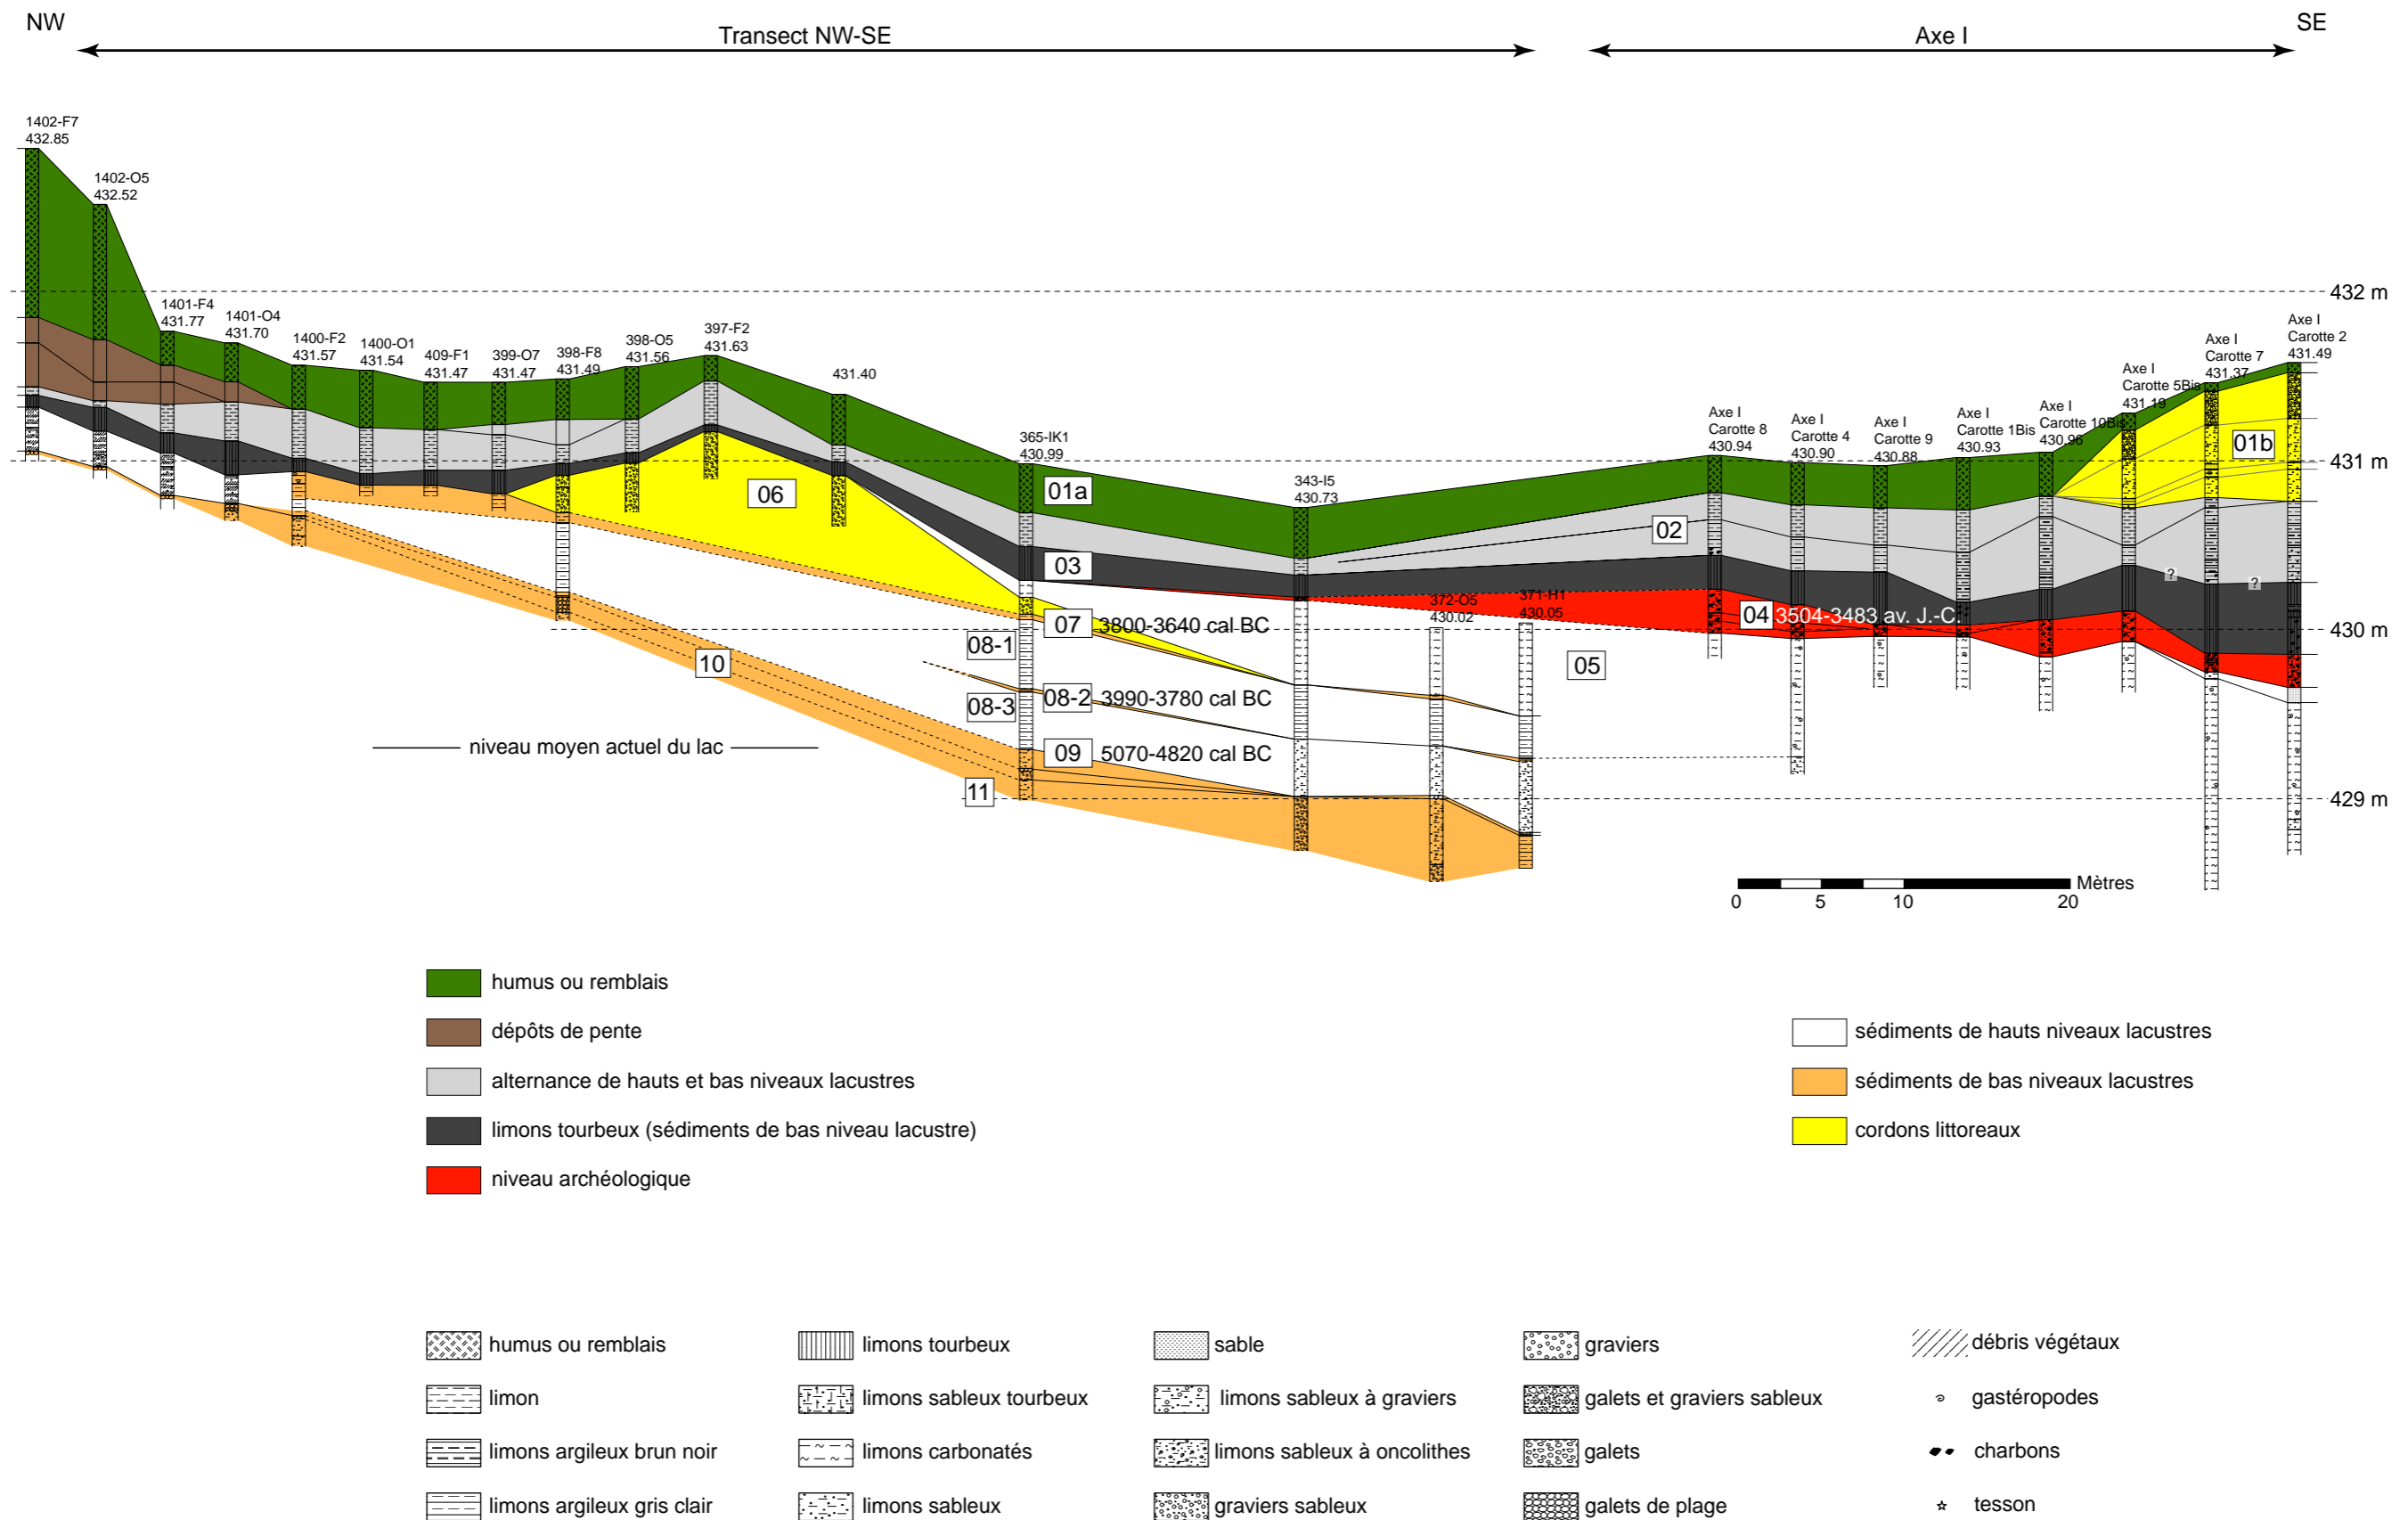 NW
SE
Transect NW-SE
Axe I
1402-F7
432.85
1402-O5
432.52
1401-F4
431.77
1401-O4
431.70
1400-F2
431.57
1400-O1
431.54
409-F1
431.47
399-O7
431.47
398-F8
431.49
398-O5
431.56
397-F2
431.63
431.40
365-IK1
430.99
343-I5
430.73
372-O5
430.02
371-H1
430.05
Axe I
Carotte 8
430.94
Axe I
Carotte 4
430.90
Axe I
Carotte 9
430.88
Axe I
Carotte 1Bis
430.93
Axe I
Carotte 10Bis
430.96
Axe I
Carotte 5Bis
431.19
Axe I
Carotte 7
431.37
Axe I
Carotte 2
431.49
432 m
431 m
430 m
429 m
01a
01b
02
03
04 3504-3483 av. J.-C.
05
06
07 3800-3640 cal BC
08-1
08-2 3990-3780 cal BC
08-3
09 5070-4820 cal BC
10
11
?
?
niveau moyen actuel du lac
Mètres
0 5 10 20
humus ou remblais
dépôts de pente
alternance de hauts et bas niveaux lacustres
limons tourbeux (sédiments de bas niveau lacustre)
niveau archéologique
sédiments de hauts niveaux lacustres
sédiments de bas niveaux lacustres
cordons littoreaux
humus ou remblais
limon
limons argileux brun noir
limons argileux gris clair
limons tourbeux
limons sableux tourbeux
limons carbonatés
limons sableux
sable
limons sableux à graviers
limons sableux à oncolithes
graviers sableux
graviers
galets et graviers sableux
galets
galets de plage
débris végétaux
gastéropodes
charbons
tesson